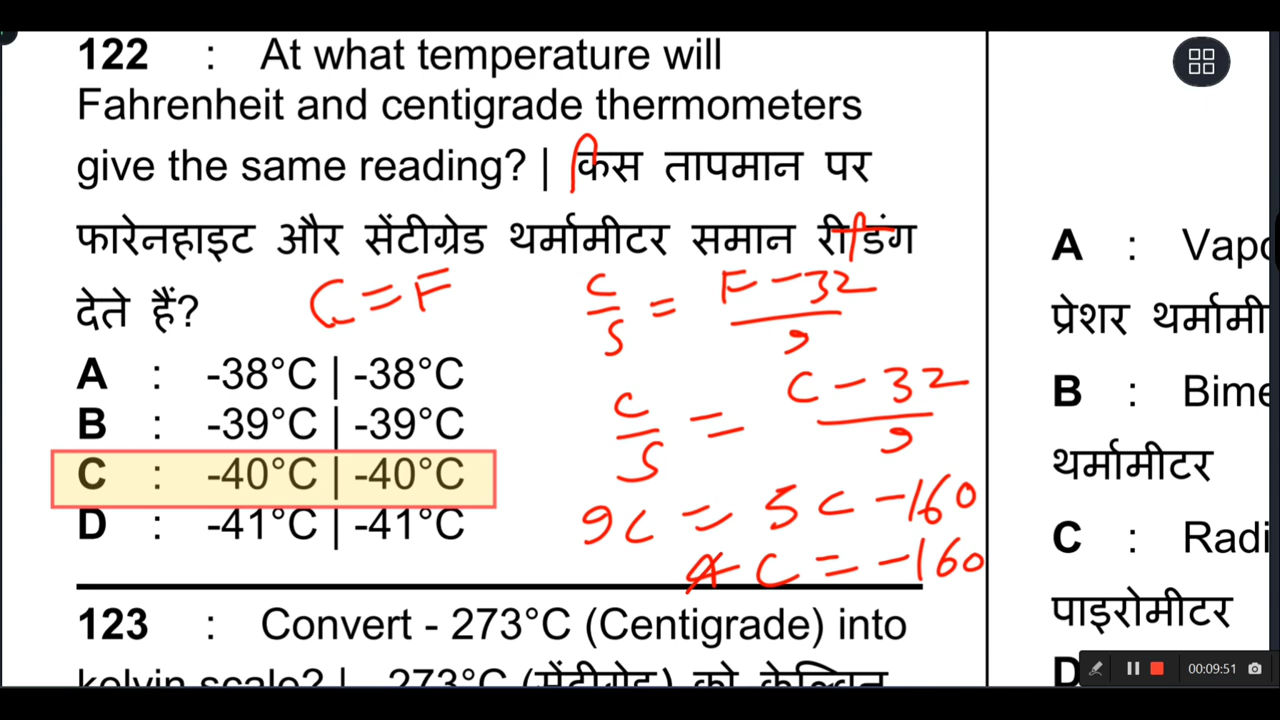 122 : At what temperature will
Fahrenheit and centigrade thermometers
give the same reading? | किस तापमान पर
फारेनहाइट और सेंटीग्रेड थर्मामीटर समान रीडिंग
देते हैं?
C = F
C/5 = F - 32/9
A : -38°C | -38°C
B : -39°C | -39°C
C/5 = C - 32/9
C : -40°C | -40°C
D : -41°C | -41°C
9C = 5C - 160
4C = -160
123 : Convert - 273°C (Centigrade) into
kelvin scale? | -273°C (सेंटीग्रेड) को केल्विन
A : Vapo
प्रेशर थर्मामी
B : Bime
थर्मामीटर
C : Radi
पाइरोमीटर
D
00:09:51